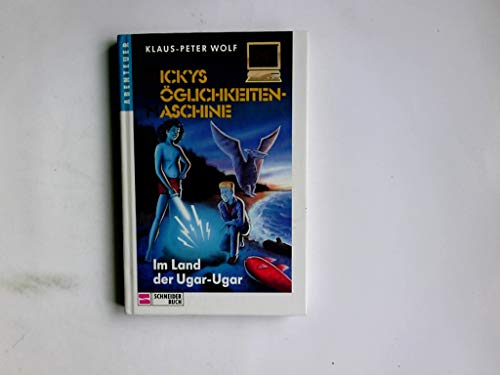 ABENTEUER
KLAUS-PETER WOLF
ICKYS
ÖGLICHKEITEN-
ASCHINE
Im Land
der Ugar-Ugar
SCHNEIDER
BUCH